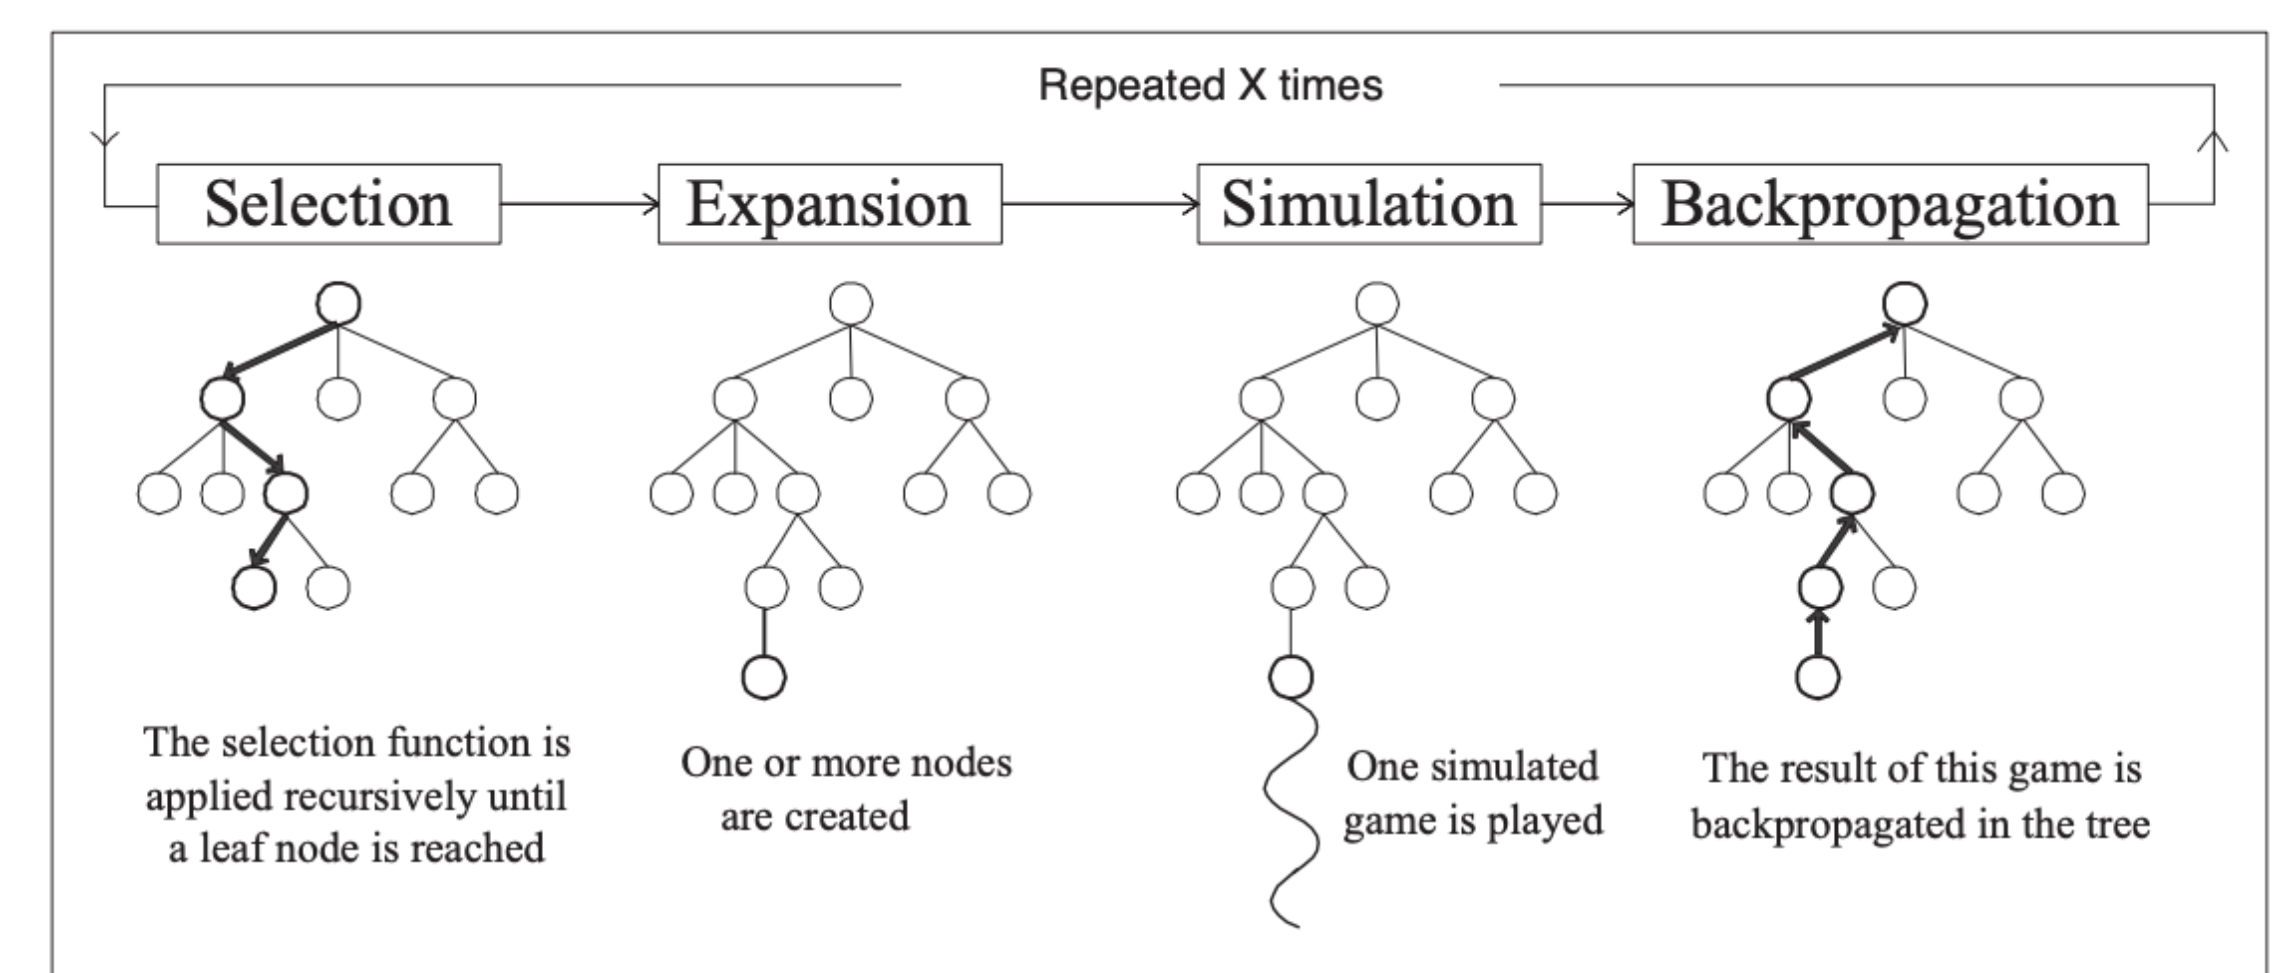 Repeated X times
Selection
Expansion
Simulation
Backpropagation
The selection function is
applied recursively until
a leaf node is reached
One or more nodes
are created
One simulated
game is played
The result of this game is
backpropagated in the tree